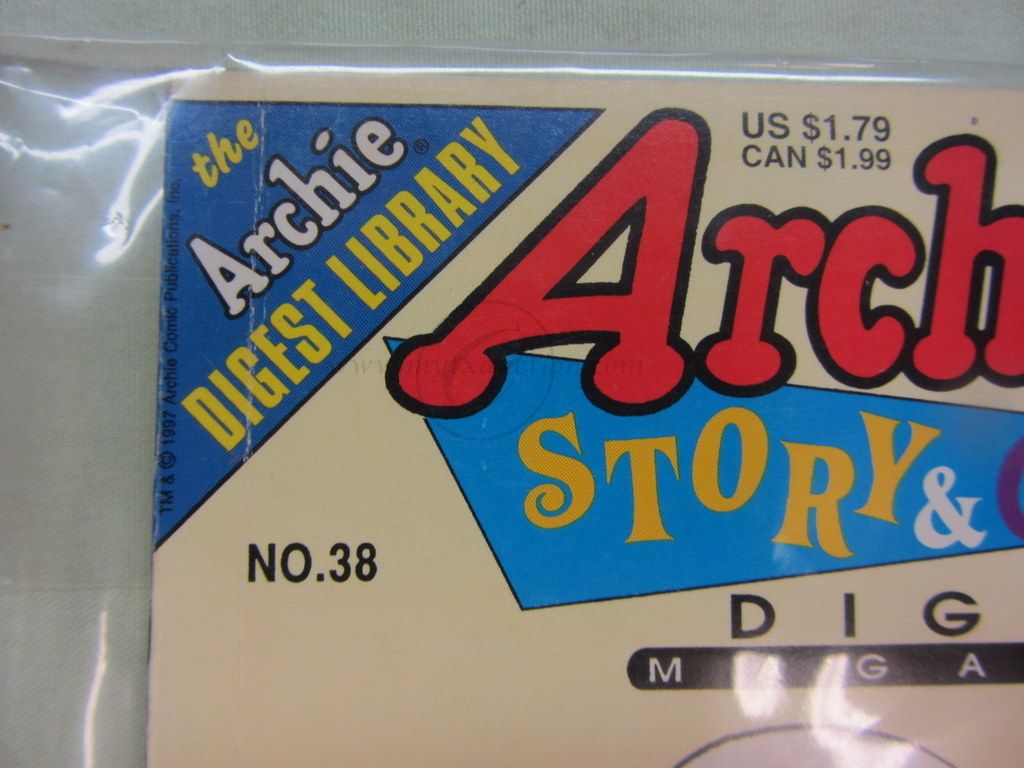 the
Archie®
DIGEST LIBRARY
TM & © 1997 Archie Comic Publications, Inc.
US $1.79
CAN $1.99
Arch
STORY &
NO.38
DIG
MAGA